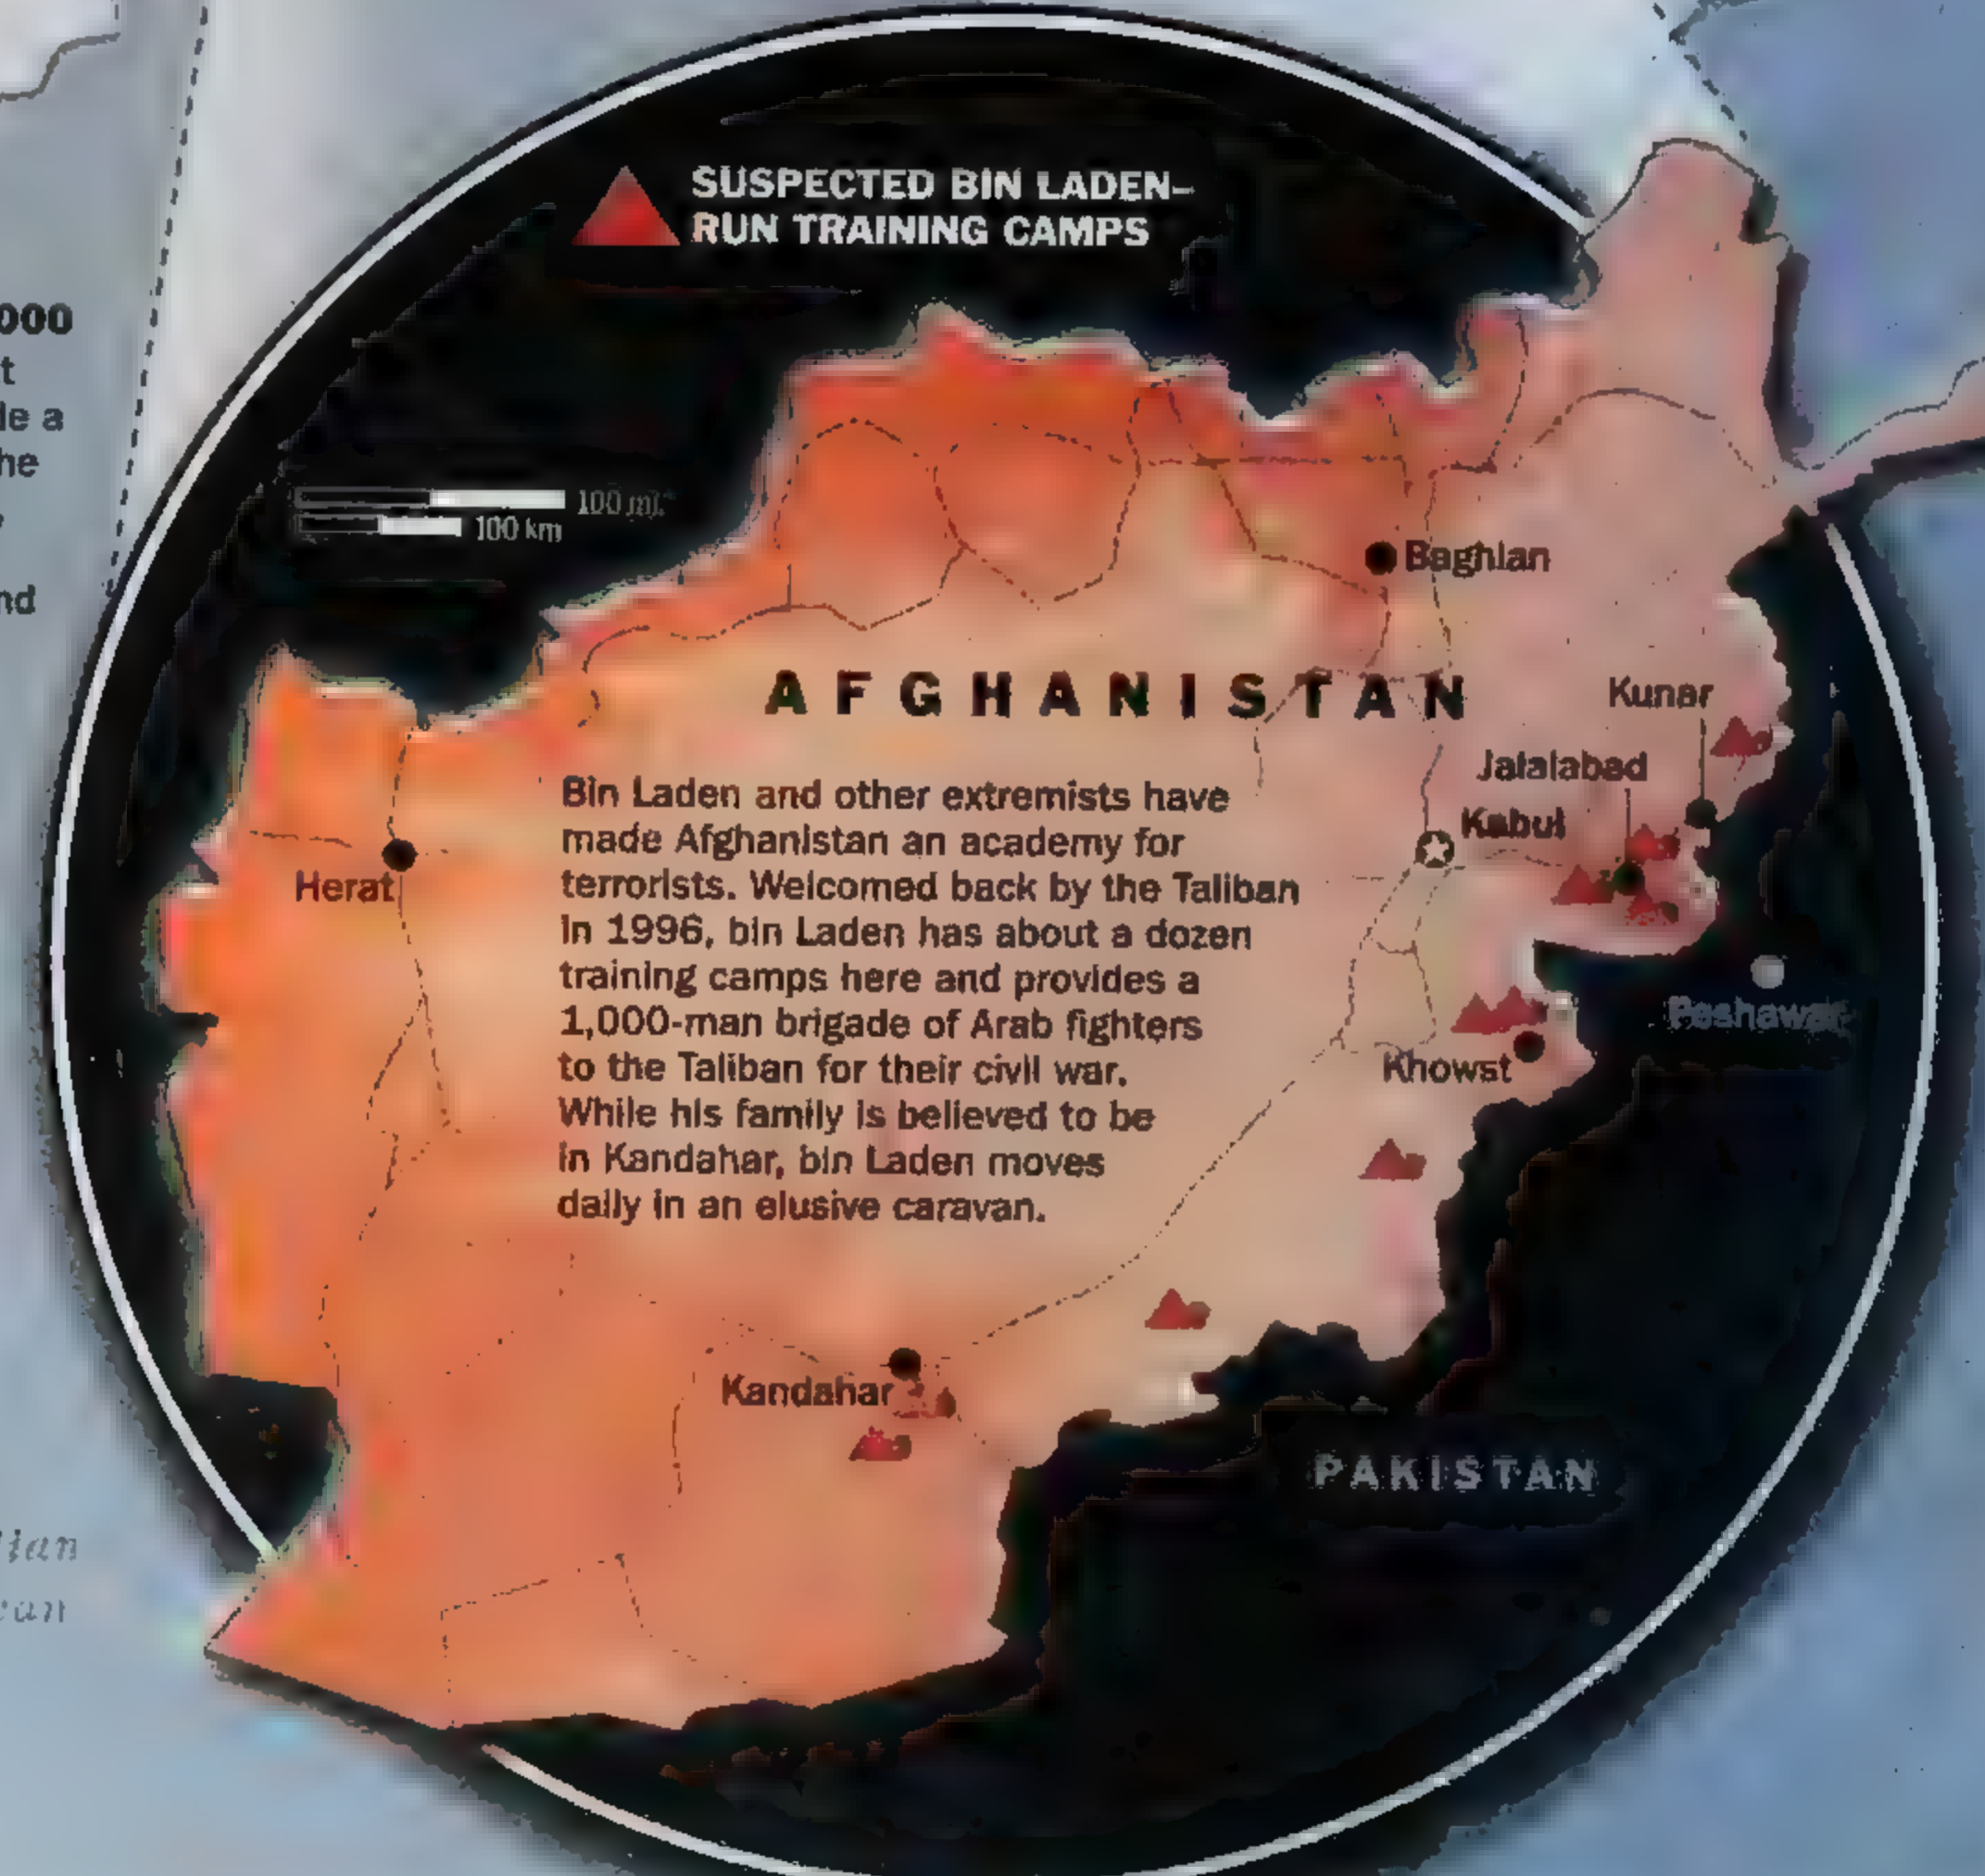 SUSPECTED BIN LADEN–
RUN TRAINING CAMPS
000
t
de a
he
nd
100 mi.
100 km
Baghlan
AFGHANISTAN
Kunar
Jalalabad
Kabul
Herat
Bin Laden and other extremists have
made Afghanistan an academy for
terrorists. Welcomed back by the Taliban
in 1996, bin Laden has about a dozen
training camps here and provides a
1,000-man brigade of Arab fighters
to the Taliban for their civil war.
While his family is believed to be
in Kandahar, bin Laden moves
daily in an elusive caravan.
Peshawar
Khowst
Kandahar
PAKISTAN